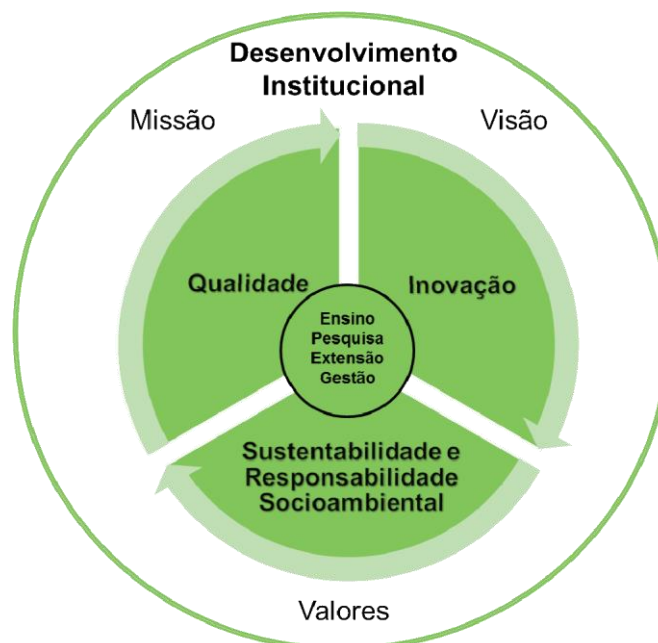 Desenvolvimento
Institucional
Missão
Visão
Qualidade
Inovação
Ensino
Pesquisa
Extensão
Gestão
Sustentabilidade e
Responsabilidade
Socioambiental
Valores